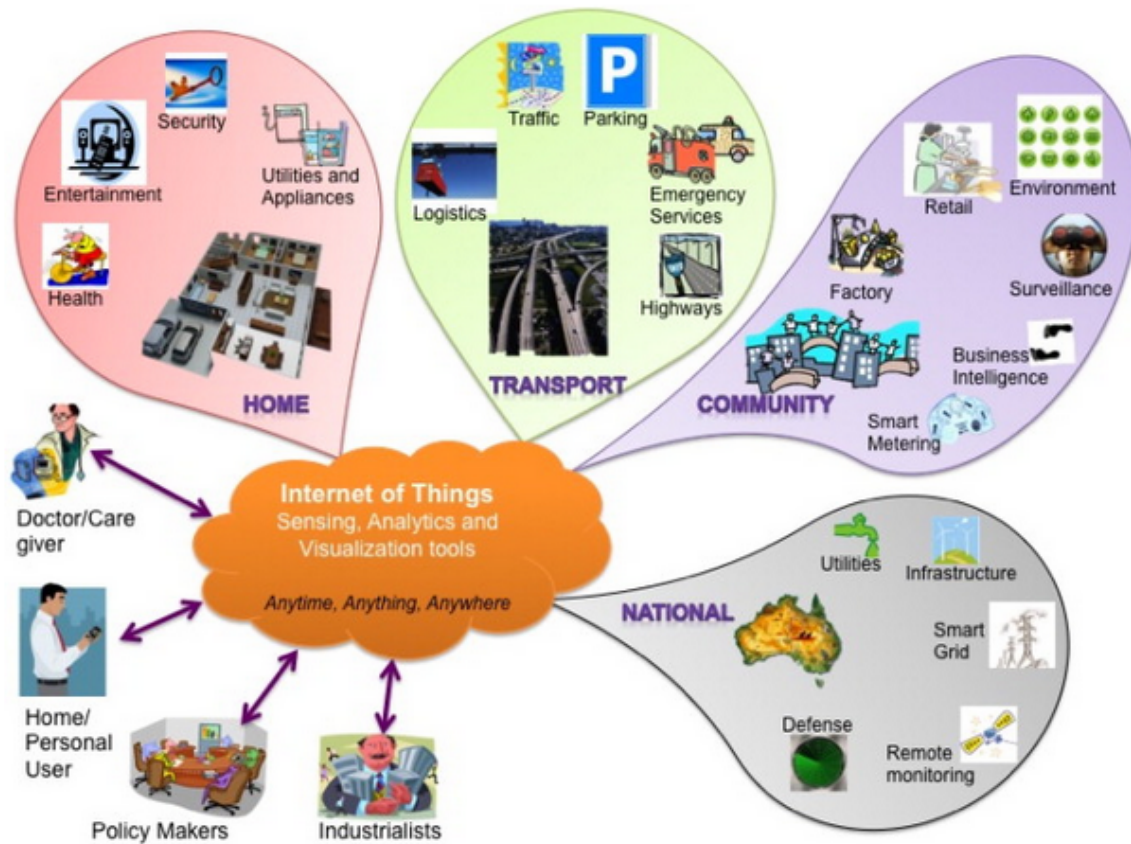 Security
Entertainment
Utilities and
Appliances
Health
HOME
Traffic
P
Parking
Logistics
Emergency
Services
Highways
TRANSPORT
Retail
Environment
Factory
Surveillance
Business
Intelligence
COMMUNITY
Smart
Metering
Internet of Things
Sensing, Analytics and
Visualization tools
Anytime, Anything, Anywhere
Doctor/Care
giver
Home/
Personal
User
Policy Makers
Industrialists
NATIONAL
Utilities
Infrastructure
Smart
Grid
Defense
Remote
monitoring